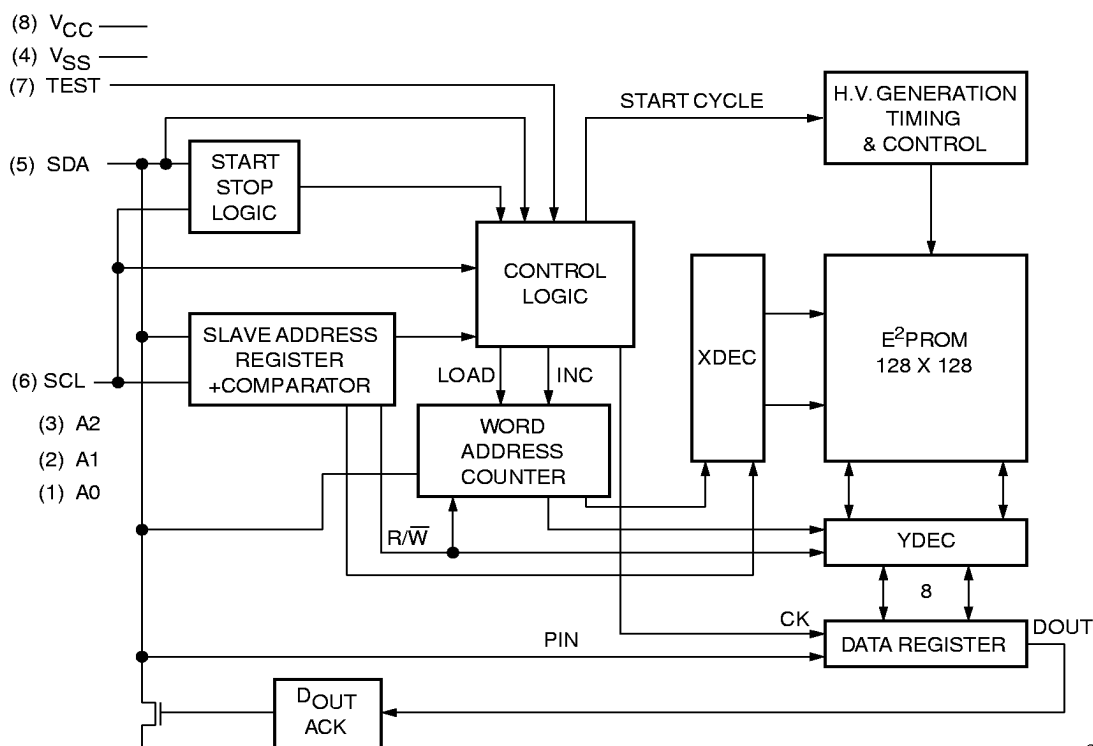 (8) VCC
(4) VSS
(7) TEST
START CYCLE
H.V. GENERATION
TIMING
& CONTROL
(5) SDA
START
STOP
LOGIC
CONTROL
LOGIC
XDEC
E2PROM
128 X 128
SLAVE ADDRESS
REGISTER
+COMPARATOR
(6) SCL
LOAD
INC
(3) A2
(2) A1
(1) A0
WORD
ADDRESS
COUNTER
R/W̅
YDEC
8
CK
DATA REGISTER
DOUT
PIN
DOUT
ACK